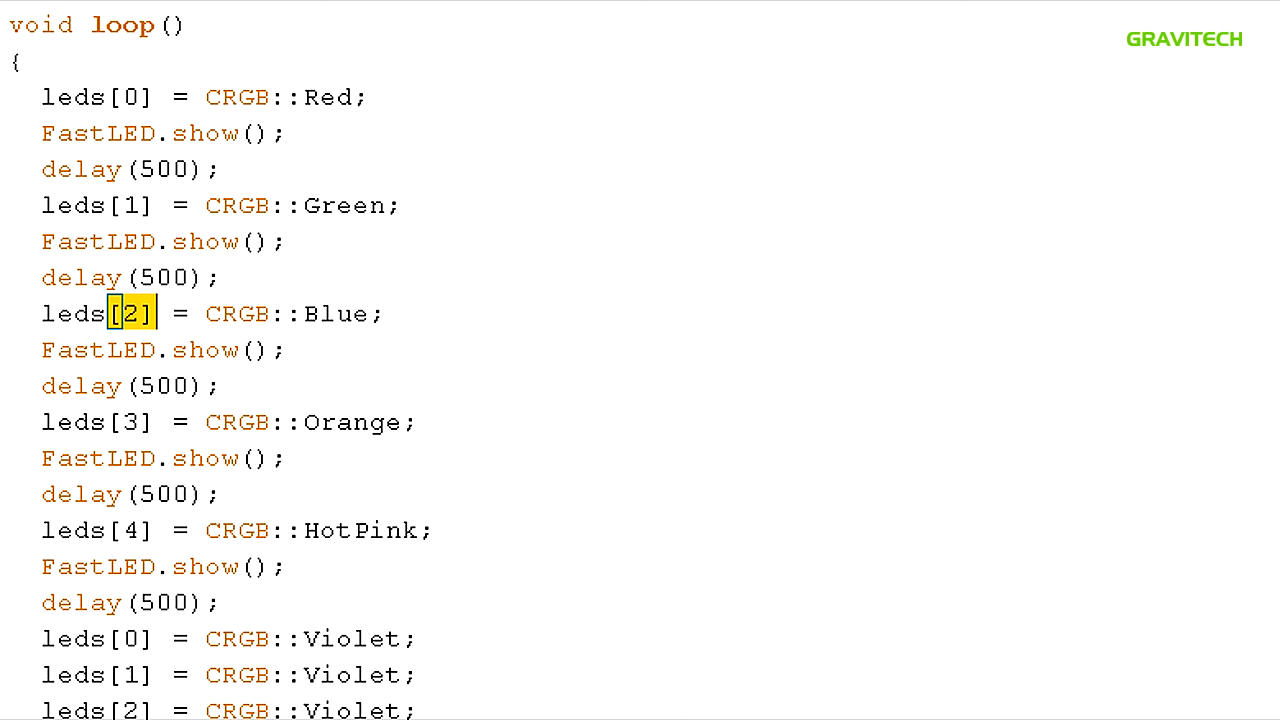 void loop()
GRAVITECH
{
leds[0] = CRGB::Red;
FastLED.show();
delay(500);
leds[1] = CRGB::Green;
FastLED.show();
delay(500);
leds[2] = CRGB::Blue;
FastLED.show();
delay(500);
leds[3] = CRGB::Orange;
FastLED.show();
delay(500);
leds[4] = CRGB::HotPink;
FastLED.show();
delay(500);
leds[0] = CRGB::Violet;
leds[1] = CRGB::Violet;
leds[2] = CRGB::Violet;